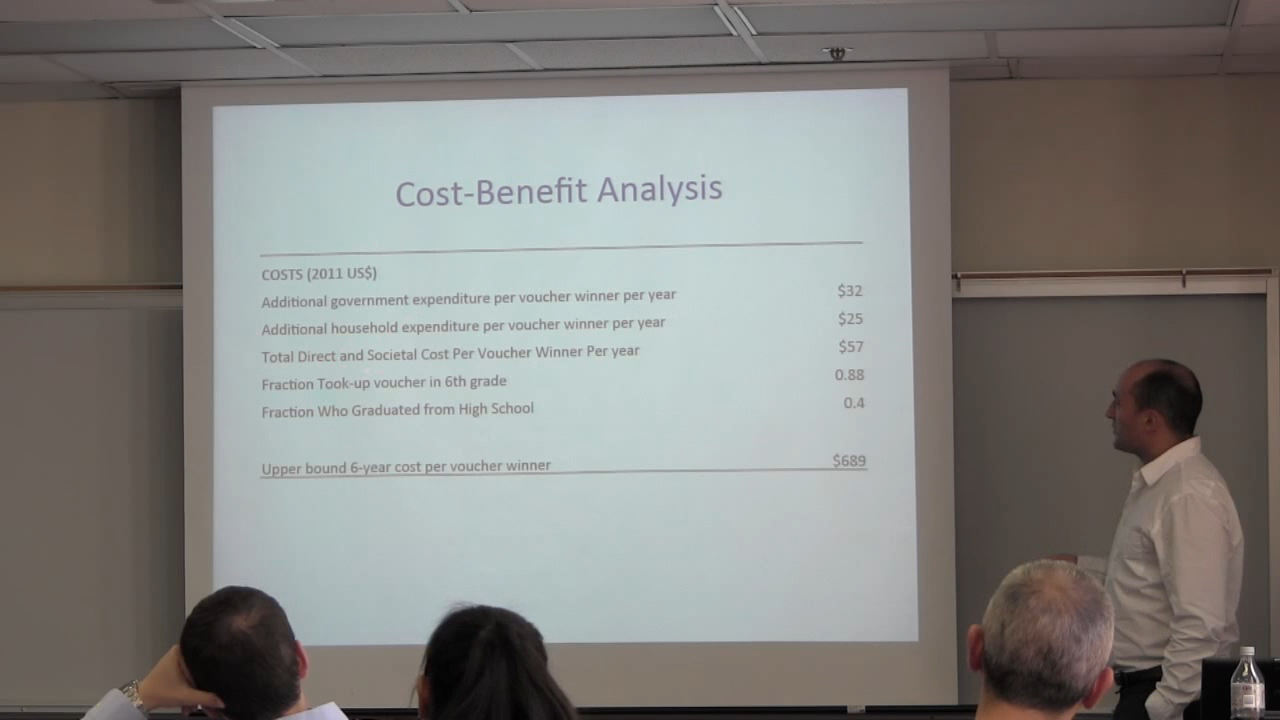 Cost-Benefit Analysis
COSTS (2011 US$)
Additional government expenditure per voucher winner per year $32
Additional household expenditure per voucher winner per year $25
Total Direct and Societal Cost Per Voucher Winner Per year $57
Fraction Took-up voucher in 6th grade 0.88
Fraction Who Graduated from High School 0.4
Upper bound 6-year cost per voucher winner $689